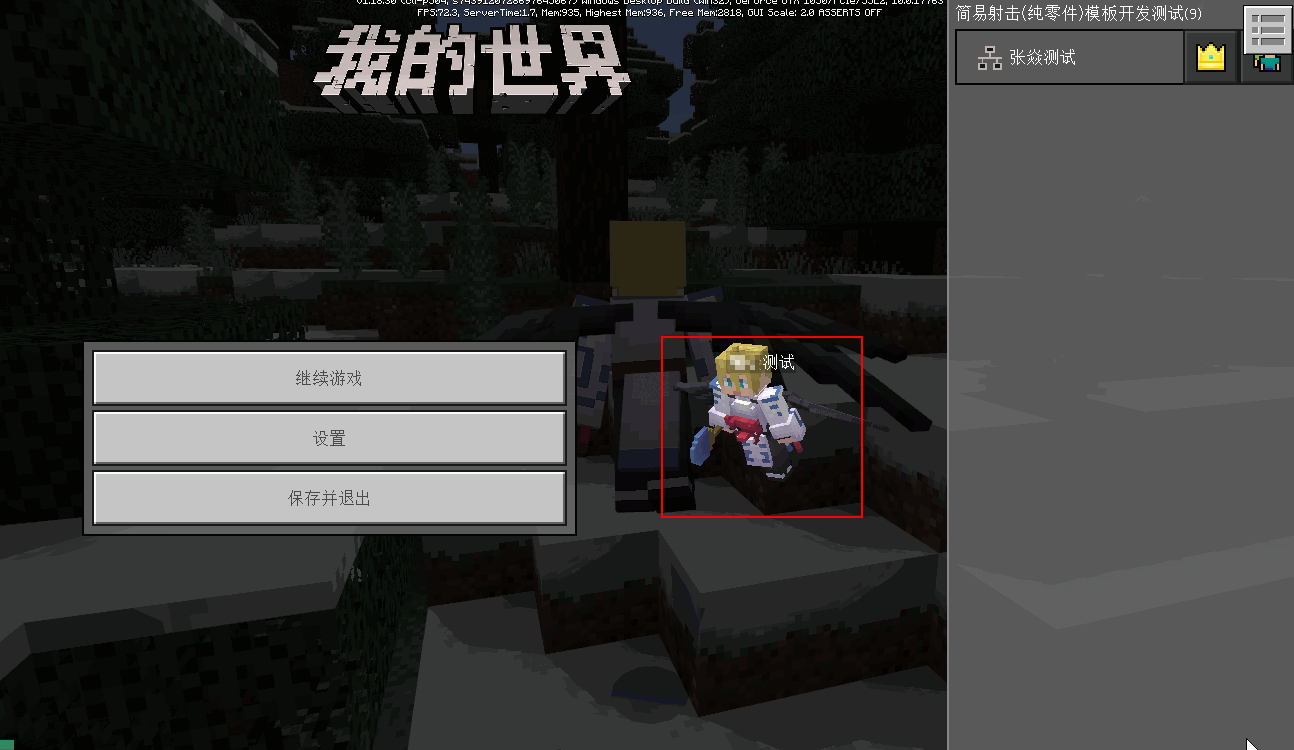 FPS:72.3, ServerTime:1.7, Mem:935, Highest Mem:936, Free Mem:2818, GUI Scale: 2.0 ASSERTS OFF
简易射击(纯零件)模板开发测试(9)
我的世界
张焱测试
测试
继续游戏
设置
保存并退出